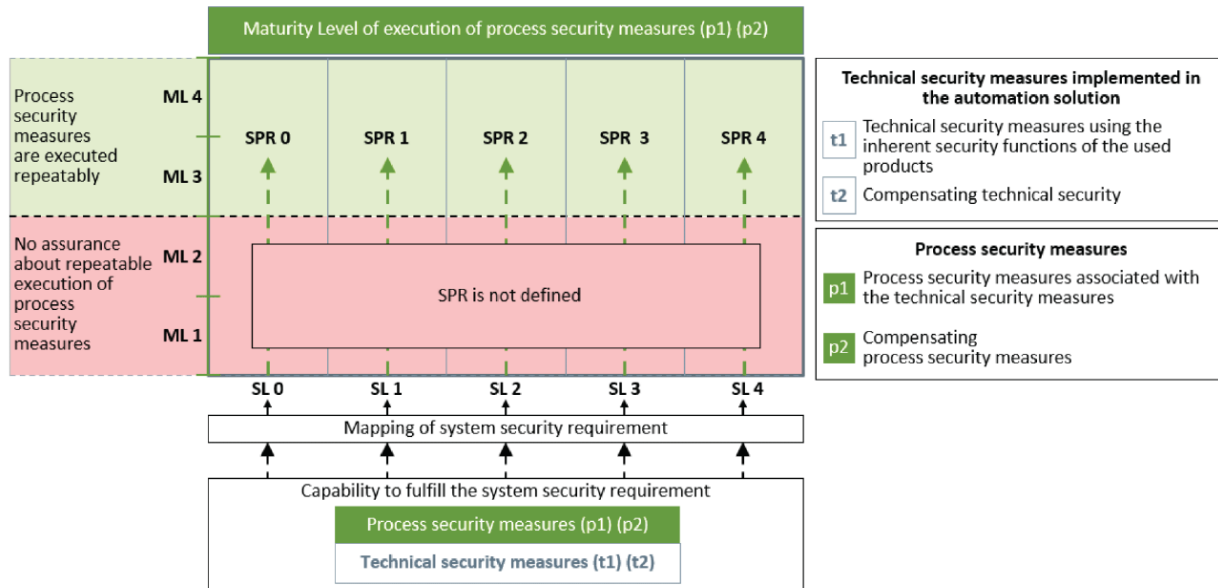 Maturity Level of execution of process security measures (p1) (p2)
Process
security
measures
are executed
repeatably
ML 4
ML 3
SPR 0
SPR 1
SPR 2
SPR 3
SPR 4
No assurance
about repeatable
execution of
process
security
measures
ML 2
ML 1
SPR is not defined
SL 0
SL 1
SL 2
SL 3
SL 4
Mapping of system security requirement
Capability to fulfill the system security requirement
Process security measures (p1) (p2)
Technical security measures (t1) (t2)
Technical security measures implemented in
the automation solution
t1
Technical security measures using the
inherent security functions of the used
products
t2
Compensating technical security
Process security measures
p1
Process security measures associated with
the technical security measures
p2
Compensating
process security measures